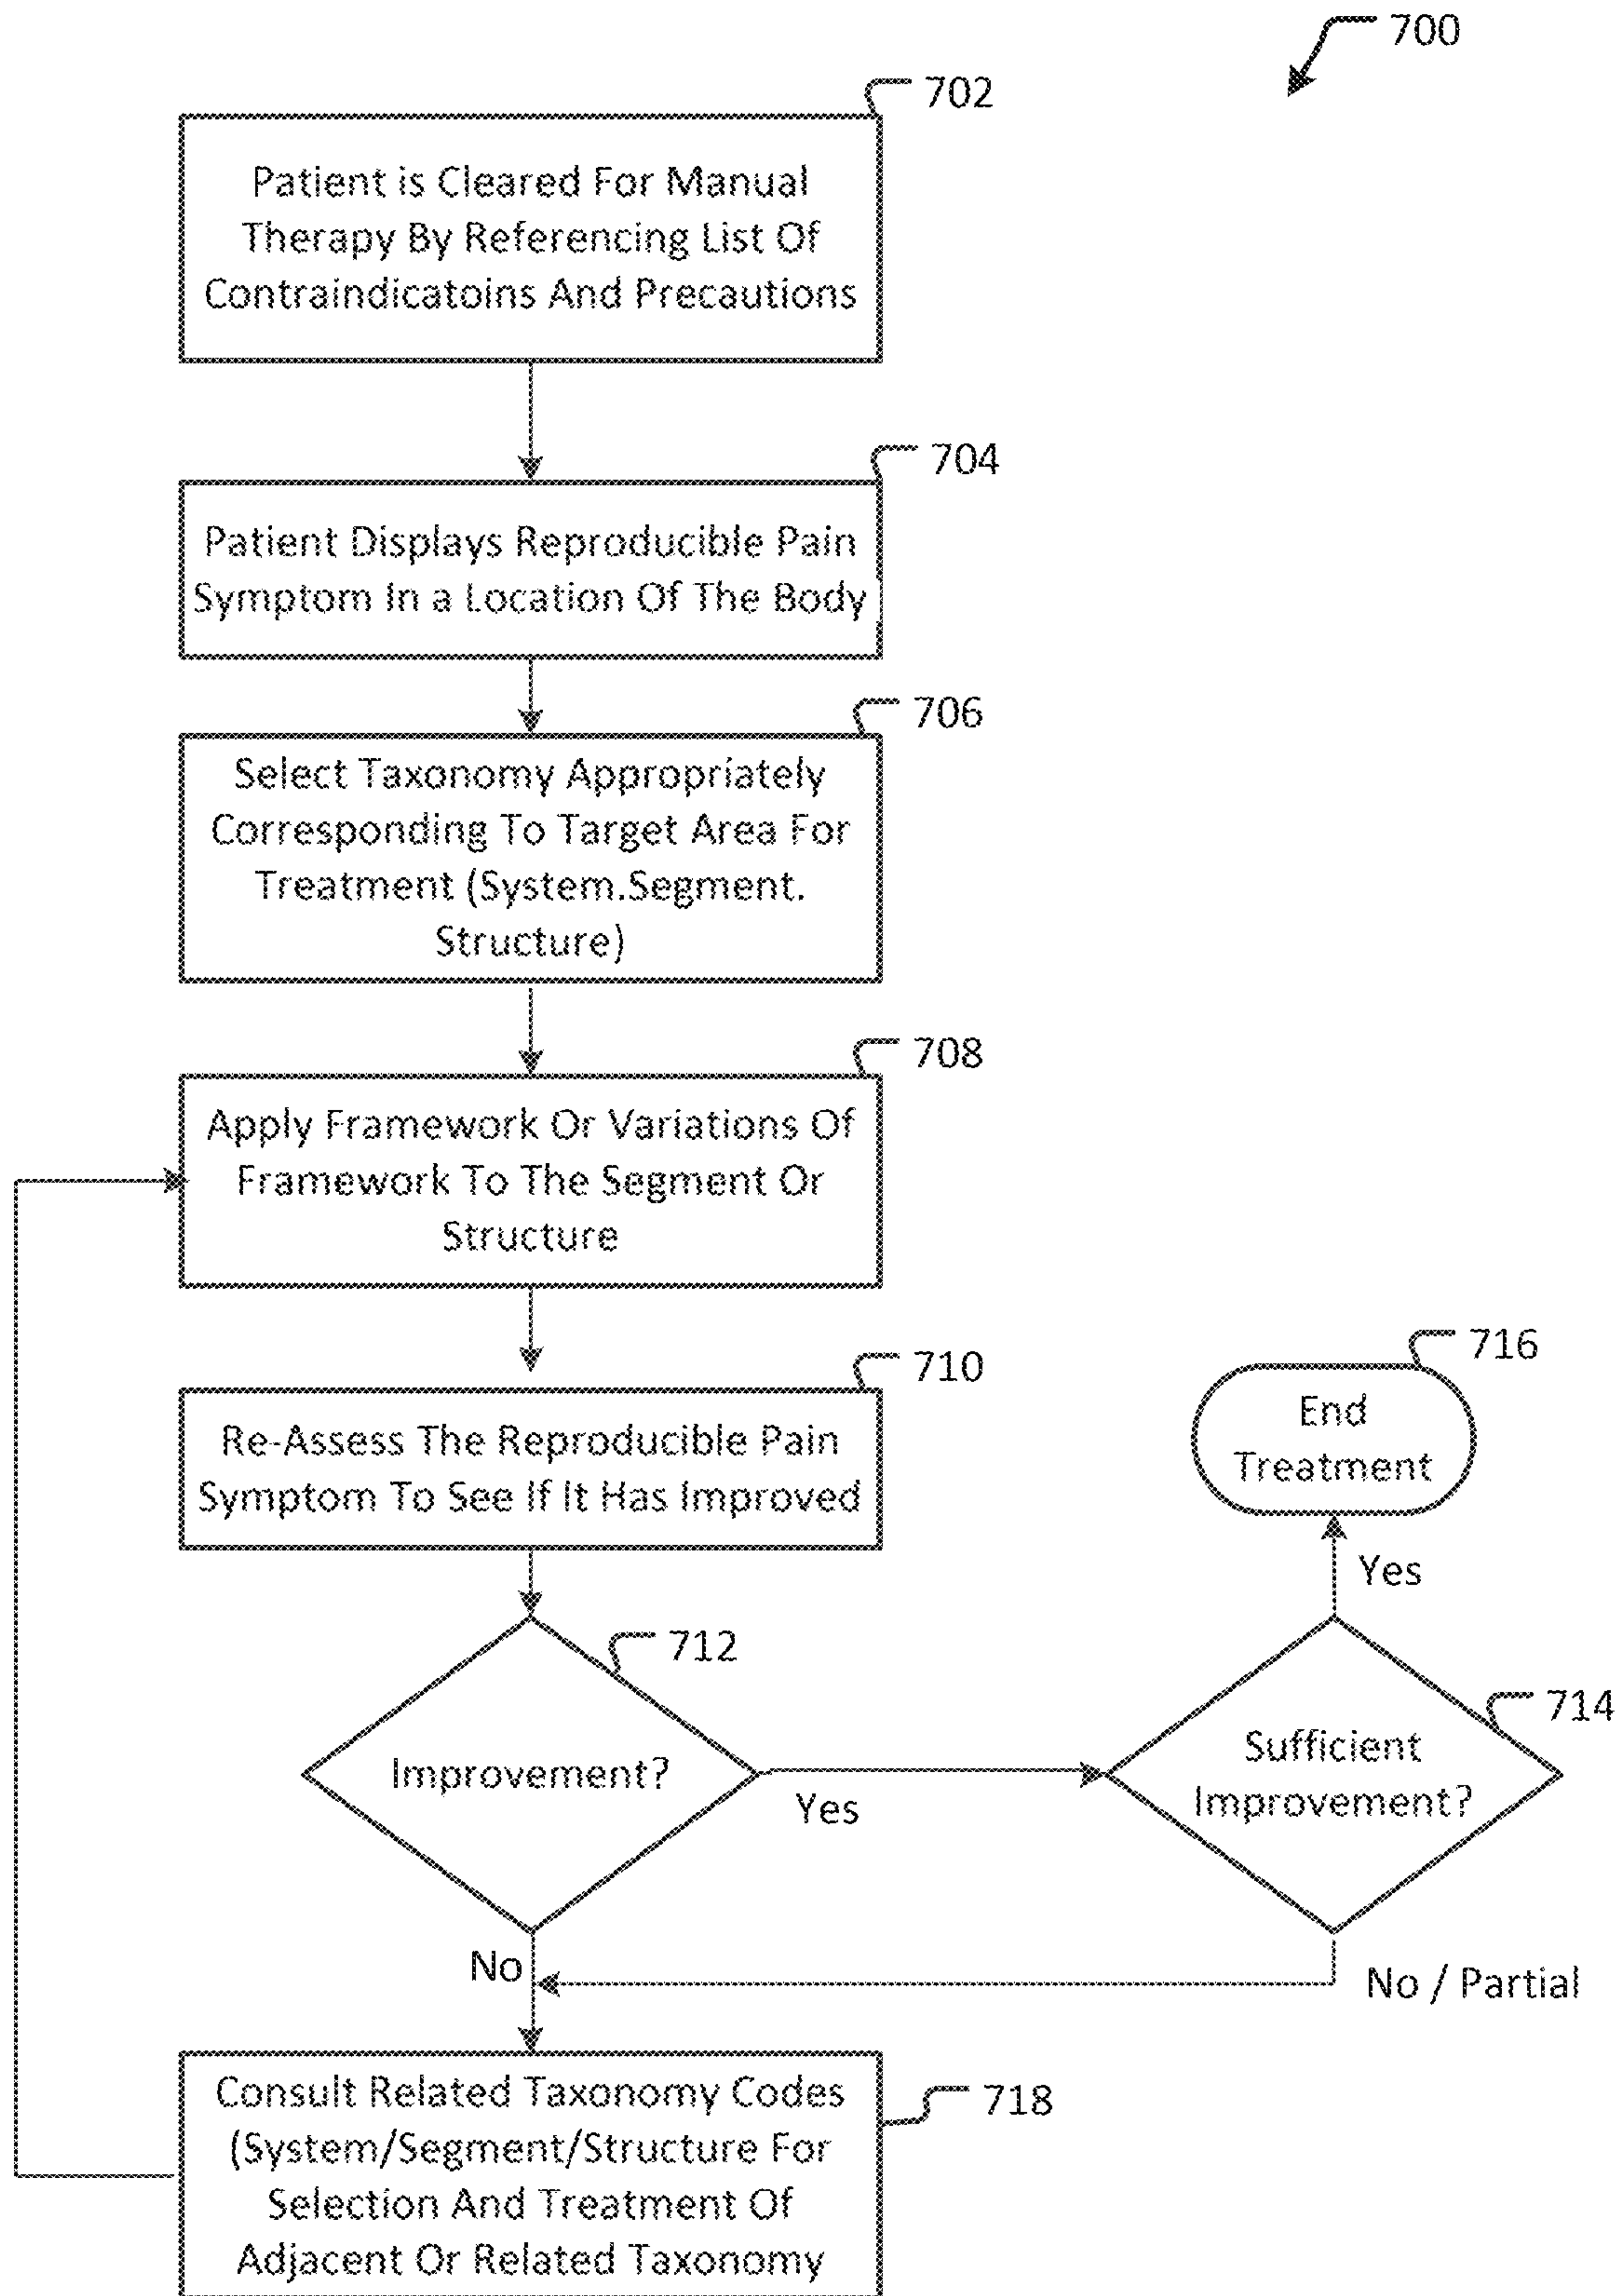 700
702
Patient is Cleared For Manual
Therapy By Referencing List Of
Contraindicatoins And Precautions
704
Patient Displays Reproducible Pain
Symptom In a Location Of The Body
706
Select Taxonomy Appropriately
Corresponding To Target Area For
Treatment (System.Segment.
Structure)
708
Apply Framework Or Variations Of
Framework To The Segment Or
Structure
710
Re-Assess The Reproducible Pain
Symptom To See If It Has Improved
716
End
Treatment
Yes
712
Improvement?
Yes
714
Sufficient
Improvement?
No
No / Partial
718
Consult Related Taxonomy Codes
(System/Segment/Structure For
Selection And Treatment Of
Adjacent Or Related Taxonomy